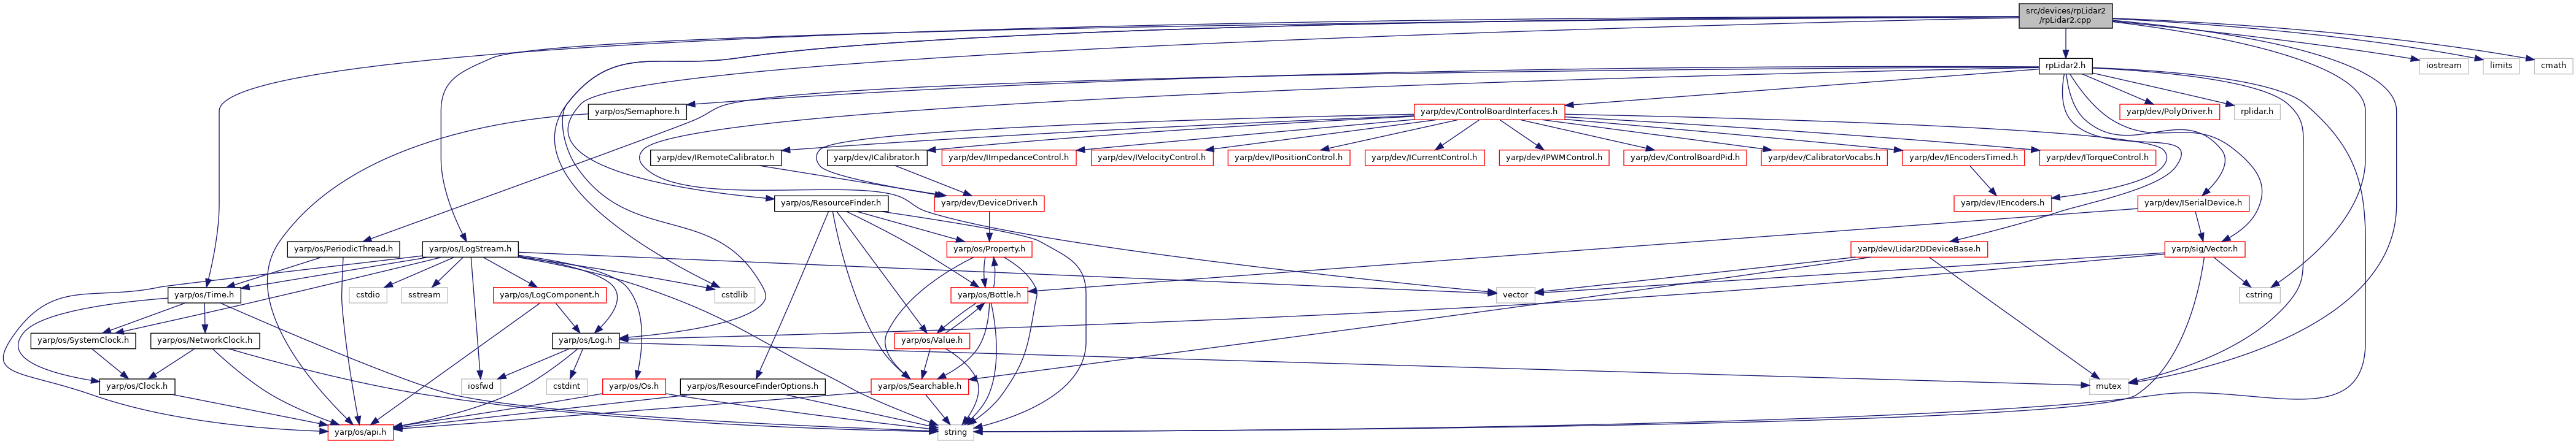 src/devices/rpLidar2
/rpLidar2.cpp
rpLidar2.h
iostream
limits
cmath
yarp/os/Semaphore.h
yarp/dev/ControlBoardInterfaces.h
yarp/dev/PolyDriver.h
rplidar.h
yarp/dev/IRemoteCalibrator.h
yarp/dev/ICalibrator.h
yarp/dev/IImpedanceControl.h
yarp/dev/IVelocityControl.h
yarp/dev/IPositionControl.h
yarp/dev/ICurrentControl.h
yarp/dev/IPWMControl.h
yarp/dev/ControlBoardPid.h
yarp/dev/CalibratorVocabs.h
yarp/dev/IEncodersTimed.h
yarp/dev/ITorqueControl.h
yarp/os/ResourceFinder.h
yarp/dev/DeviceDriver.h
yarp/dev/IEncoders.h
yarp/dev/ISerialDevice.h
yarp/os/PeriodicThread.h
yarp/os/LogStream.h
yarp/os/Property.h
yarp/dev/Lidar2DDeviceBase.h
yarp/sig/Vector.h
yarp/os/Time.h
cstdio
sstream
yarp/os/LogComponent.h
cstdlib
yarp/os/Bottle.h
vector
cstring
yarp/os/SystemClock.h
yarp/os/NetworkClock.h
yarp/os/Log.h
yarp/os/Value.h
yarp/os/Clock.h
iosfwd
cstdint
yarp/os/Os.h
yarp/os/ResourceFinderOptions.h
yarp/os/Searchable.h
mutex
yarp/os/api.h
string